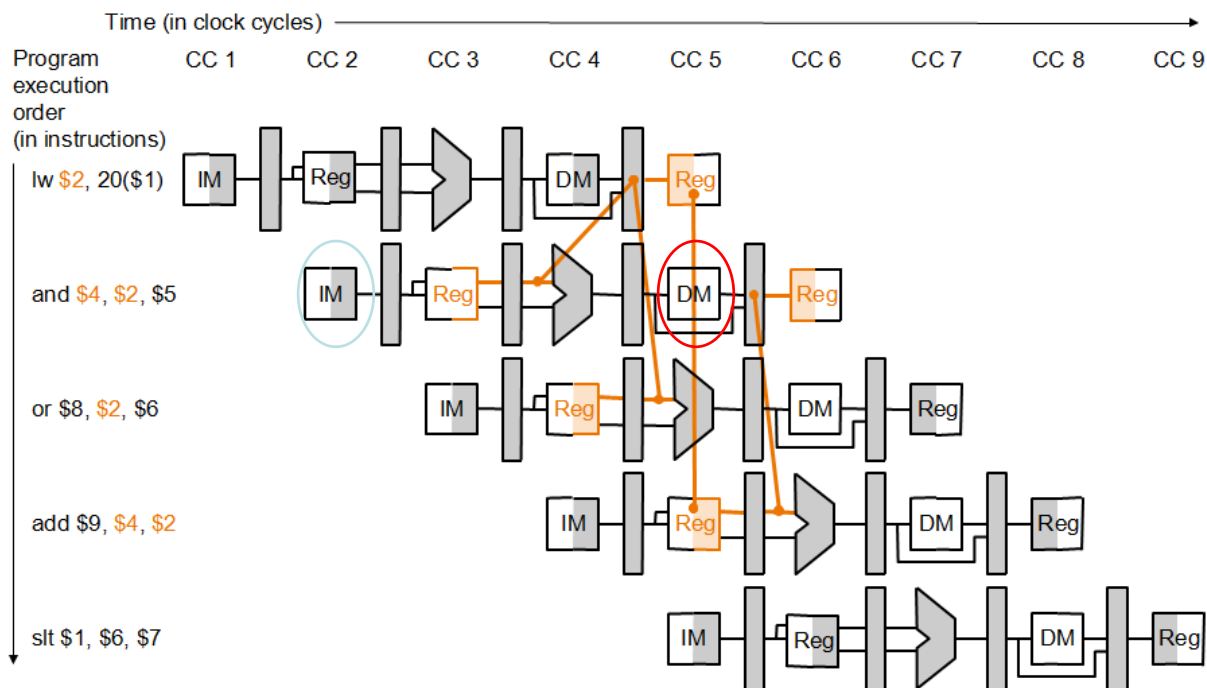 Time (in clock cycles)
Program
execution
order
(in instructions)
CC 1 CC 2 CC 3 CC 4 CC 5 CC 6 CC 7 CC 8 CC 9
lw $2, 20($1) IM Reg DM Reg
and $4, $2, $5 IM Reg DM Reg
or $8, $2, $6 IM Reg DM Reg
add $9, $4, $2 IM Reg DM Reg
slt $1, $6, $7 IM Reg DM Reg